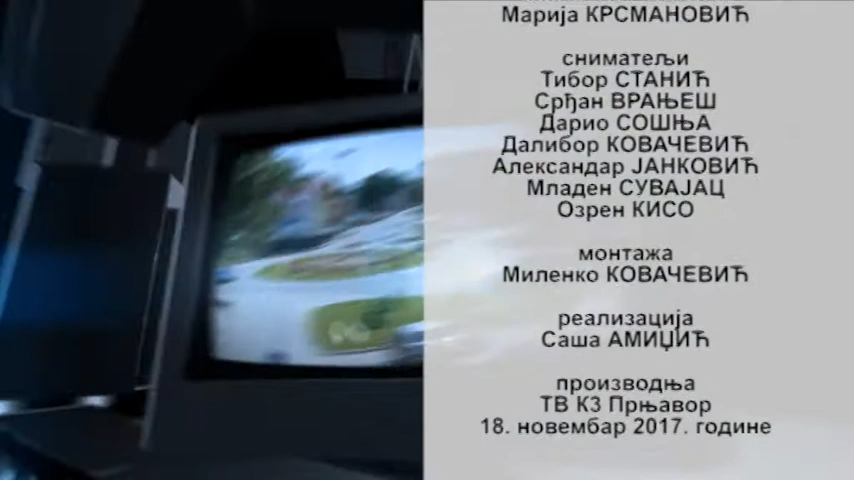 Марија КРСМАНОВИЋ
сниматељи
Тибор СТАНИЋ
Срђан ВРАЊЕШ
Дарио СОШЊА
Далибор КОВАЧЕВИЋ
Александар ЈАНКОВИЋ
Младен СУВАЈАЦ
Озрен КИСО
монтажа
Миленко КОВАЧЕВИЋ
реализација
Саша АМИЏИЋ
производња
ТВ К3 Прњавор
18. новембар 2017. године